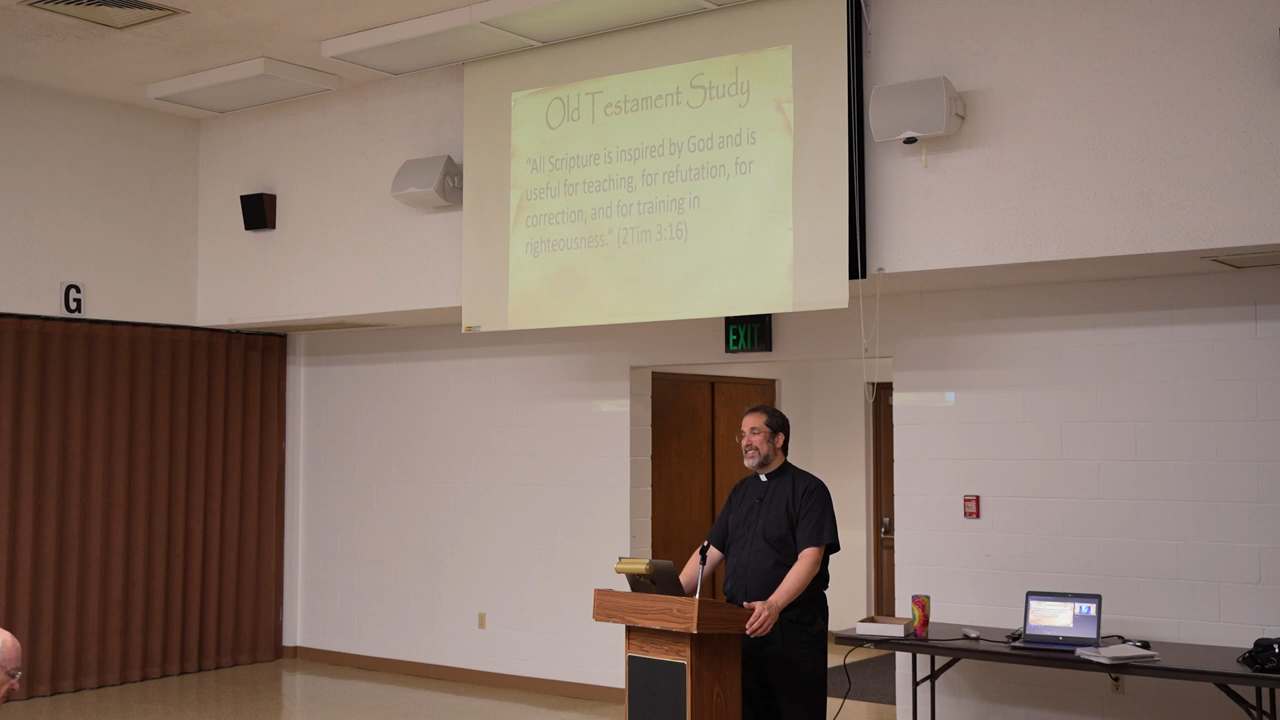 Old Testament Study
“All Scripture is inspired by God and is
useful for teaching, for refutation, for
correction, and for training in
righteousness.” (2Tim 3:16)
G
EXIT